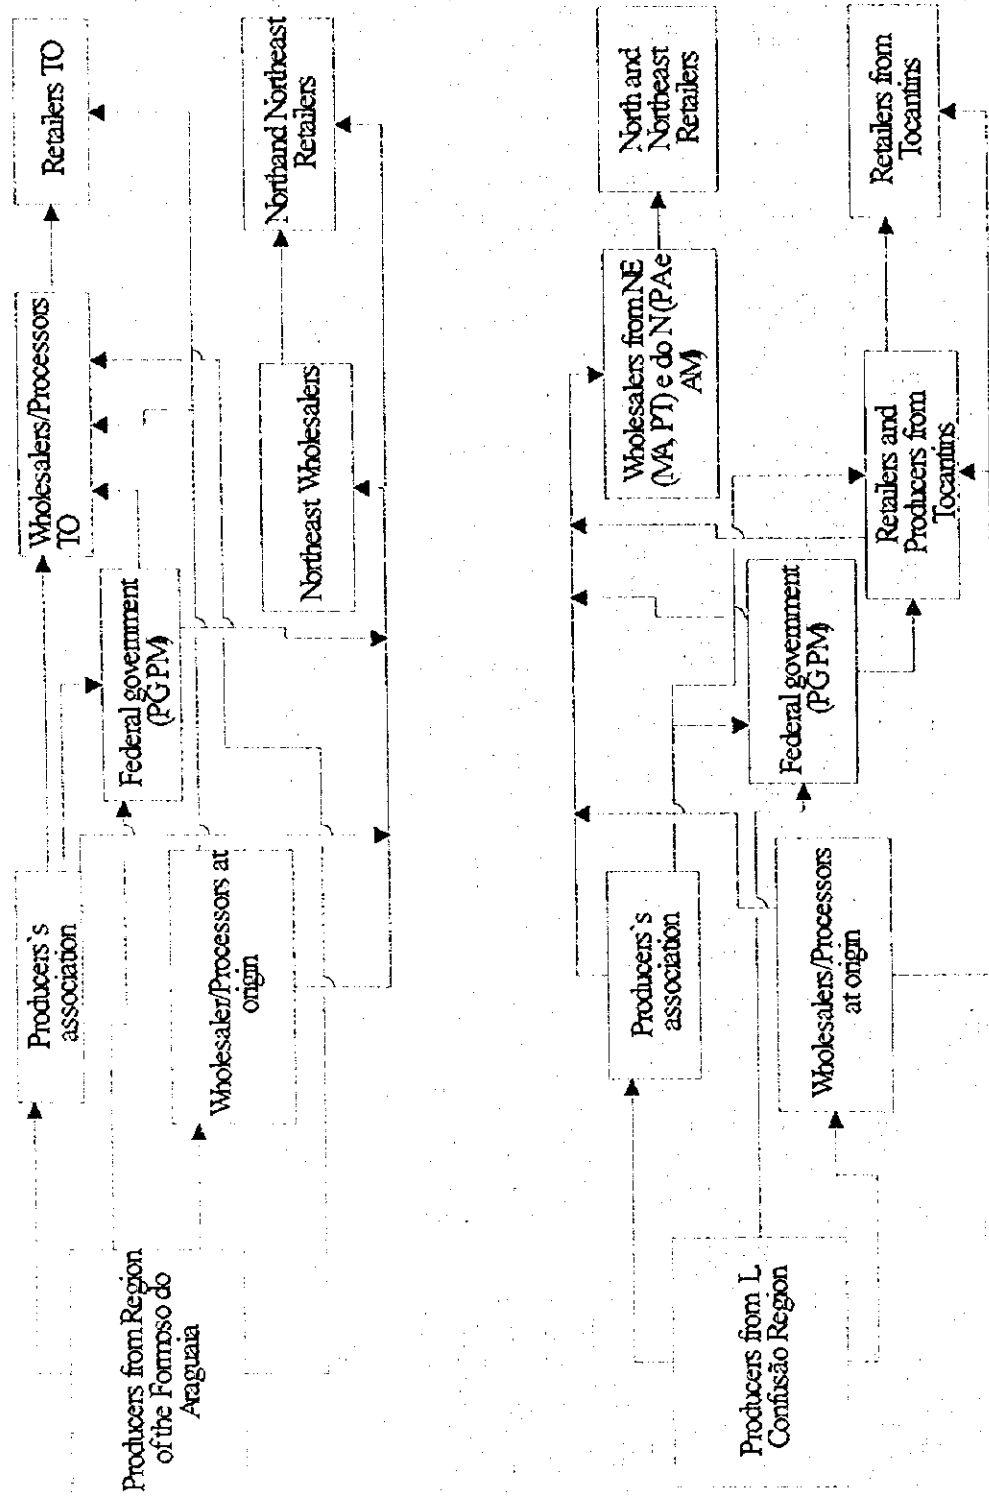 Producers from Region
of the Formoso do
Araguaia
Producers`s
association
Wholesaler/Processors at
origin
Federal government
(PGPM)
Wholesalers/Processors
TO
Northeast Wholesalers
Retailers TO
Northand Northeast
Retailers
Producers from L
Confusão Region
Producers`s
association
Wholesalers/Processors
at origin
Federal government
(PGPM)
Wholesalers from NE
(MA, PT) e do N (PA e
AM)
Retailers and
Producers from
Tocantins
North and
Northeast
Retailers
Retailers from
Tocantins